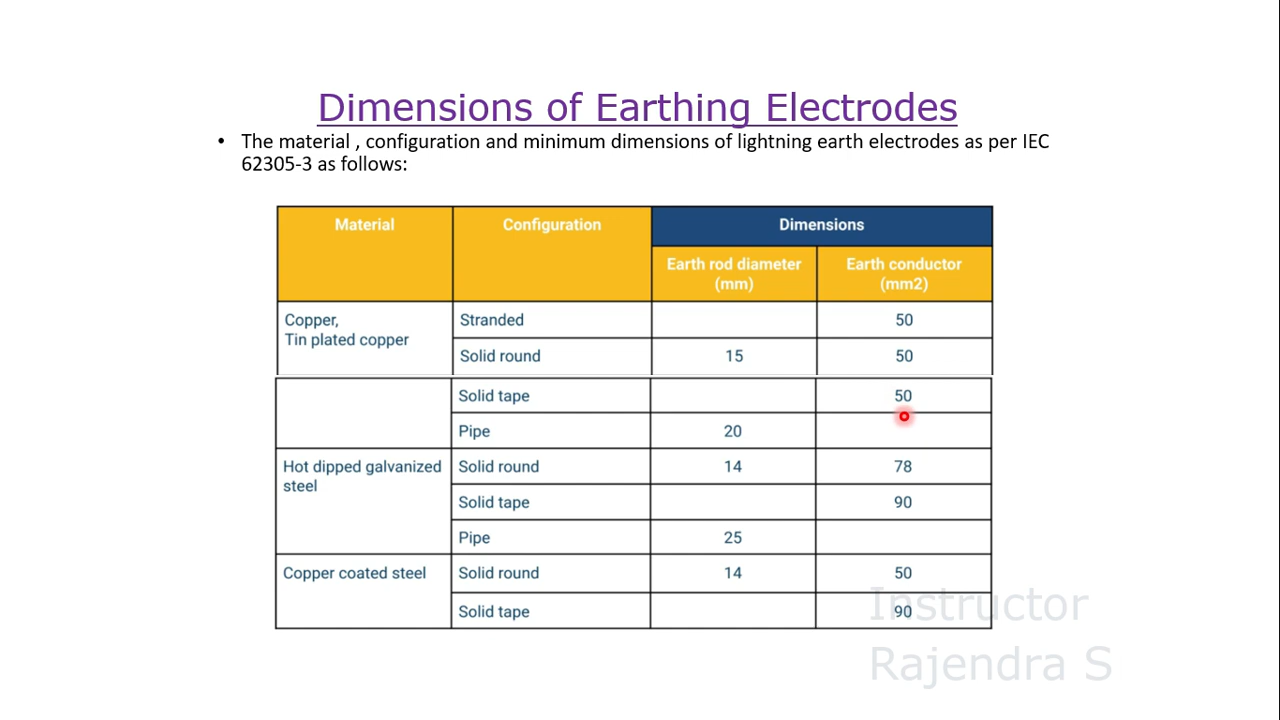 Dimensions of Earthing Electrodes
• The material , configuration and minimum dimensions of lightning earth electrodes as per IEC
62305-3 as follows:
Material Configuration Dimensions
Earth rod diameter (mm) Earth conductor (mm2)
Copper,
Tin plated copper
Stranded 50
Solid round 15 50
Solid tape 50
Pipe 20
Hot dipped galvanized
steel
Solid round 14 78
Solid tape 90
Pipe 25
Copper coated steel Solid round 14 50
Solid tape 90
Instructor
Rajendra S